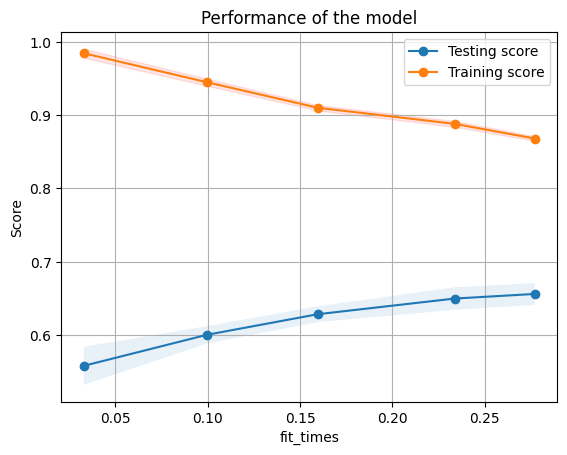 Performance of the model
Testing score
Training score
Score
1.0
0.9
0.8
0.7
0.6
0.05 0.10 0.15 0.20 0.25
fit_times